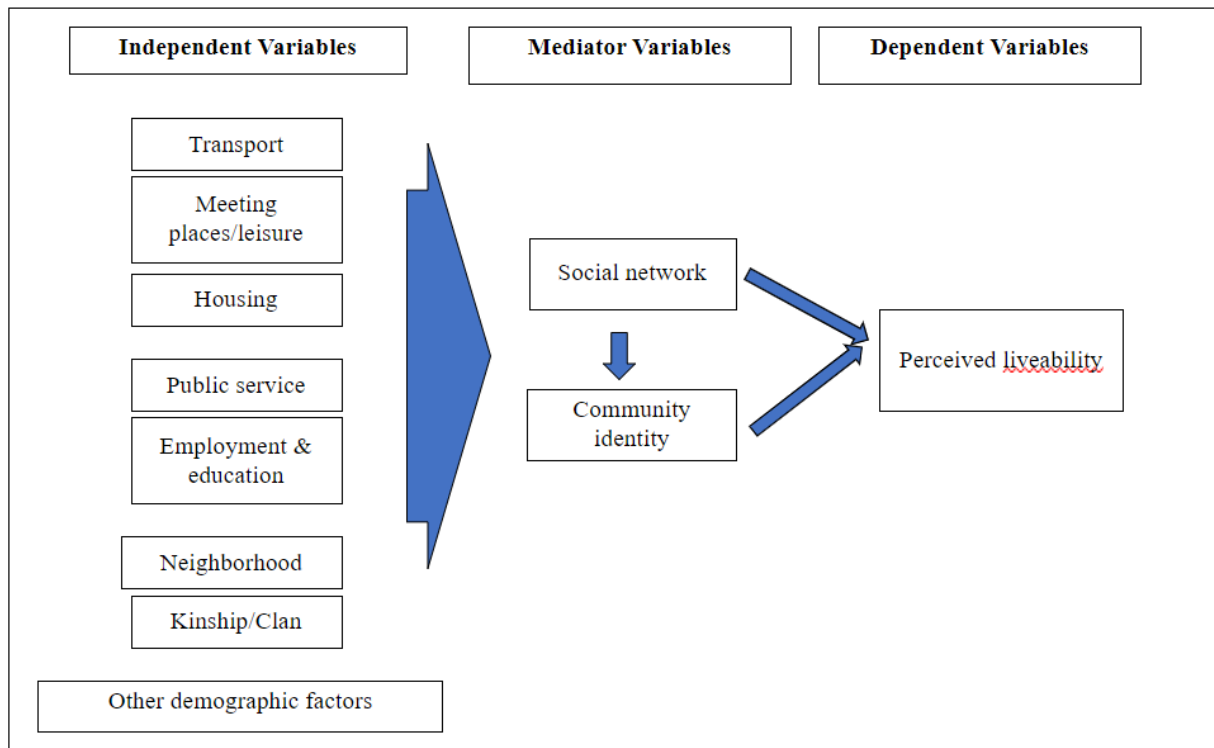 Independent Variables
Mediator Variables
Dependent Variables
Transport
Meeting
places/leisure
Housing
Public service
Employment &
education
Neighborhood
Kinship/Clan
Other demographic factors
Social network
Community
identity
Perceived liveability